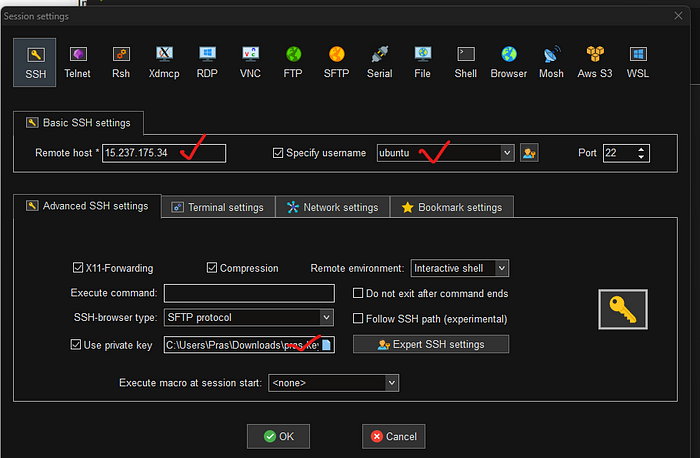 Session settings
SSH Telnet Rsh Xdmcp RDP VNC FTP SFTP Serial File Shell Browser Mosh Aws S3 WSL
Basic SSH settings
Remote host * 15.237.175.34 Specify username ubuntu Port 22
Advanced SSH settings Terminal settings Network settings Bookmark settings
X11-Forwarding Compression Remote environment: Interactive shell
Execute command: Do not exit after command ends
SSH-browser type: SFTP protocol Follow SSH path (experimental)
Use private key C:\Users\Pras\Downloads\pras-key Expert SSH settings
Execute macro at session start: <none>
OK Cancel